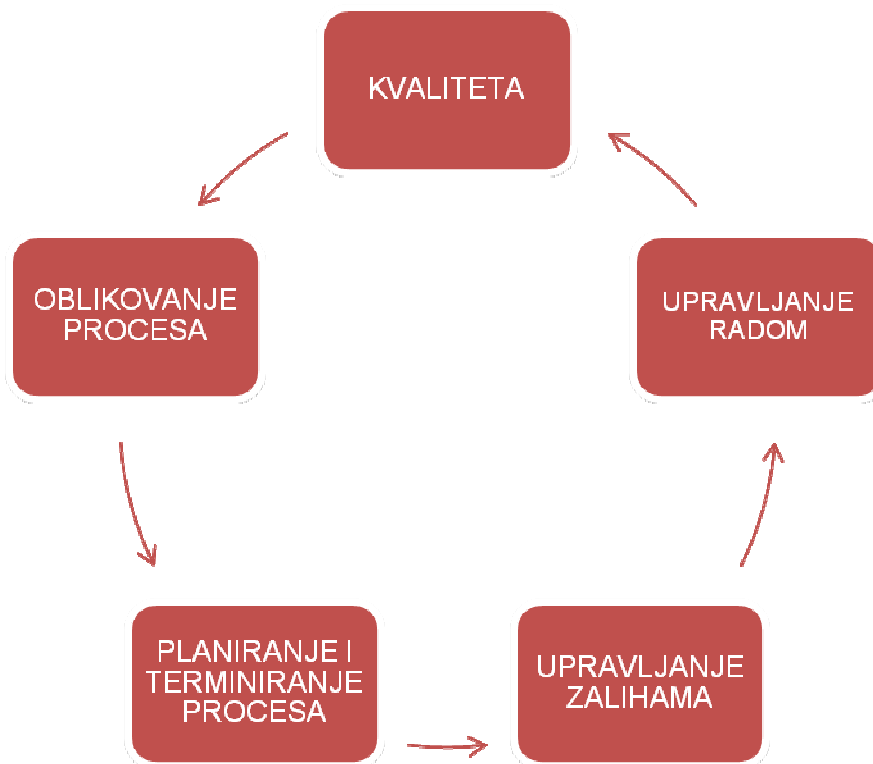 KVALITETA
OBLIKOVANJE
PROCESA
UPRAVLJANJE
RADOM
PLANIRANJE I
TERMINIRANJE
PROCESA
UPRAVLJANJE
ZALIHAMA